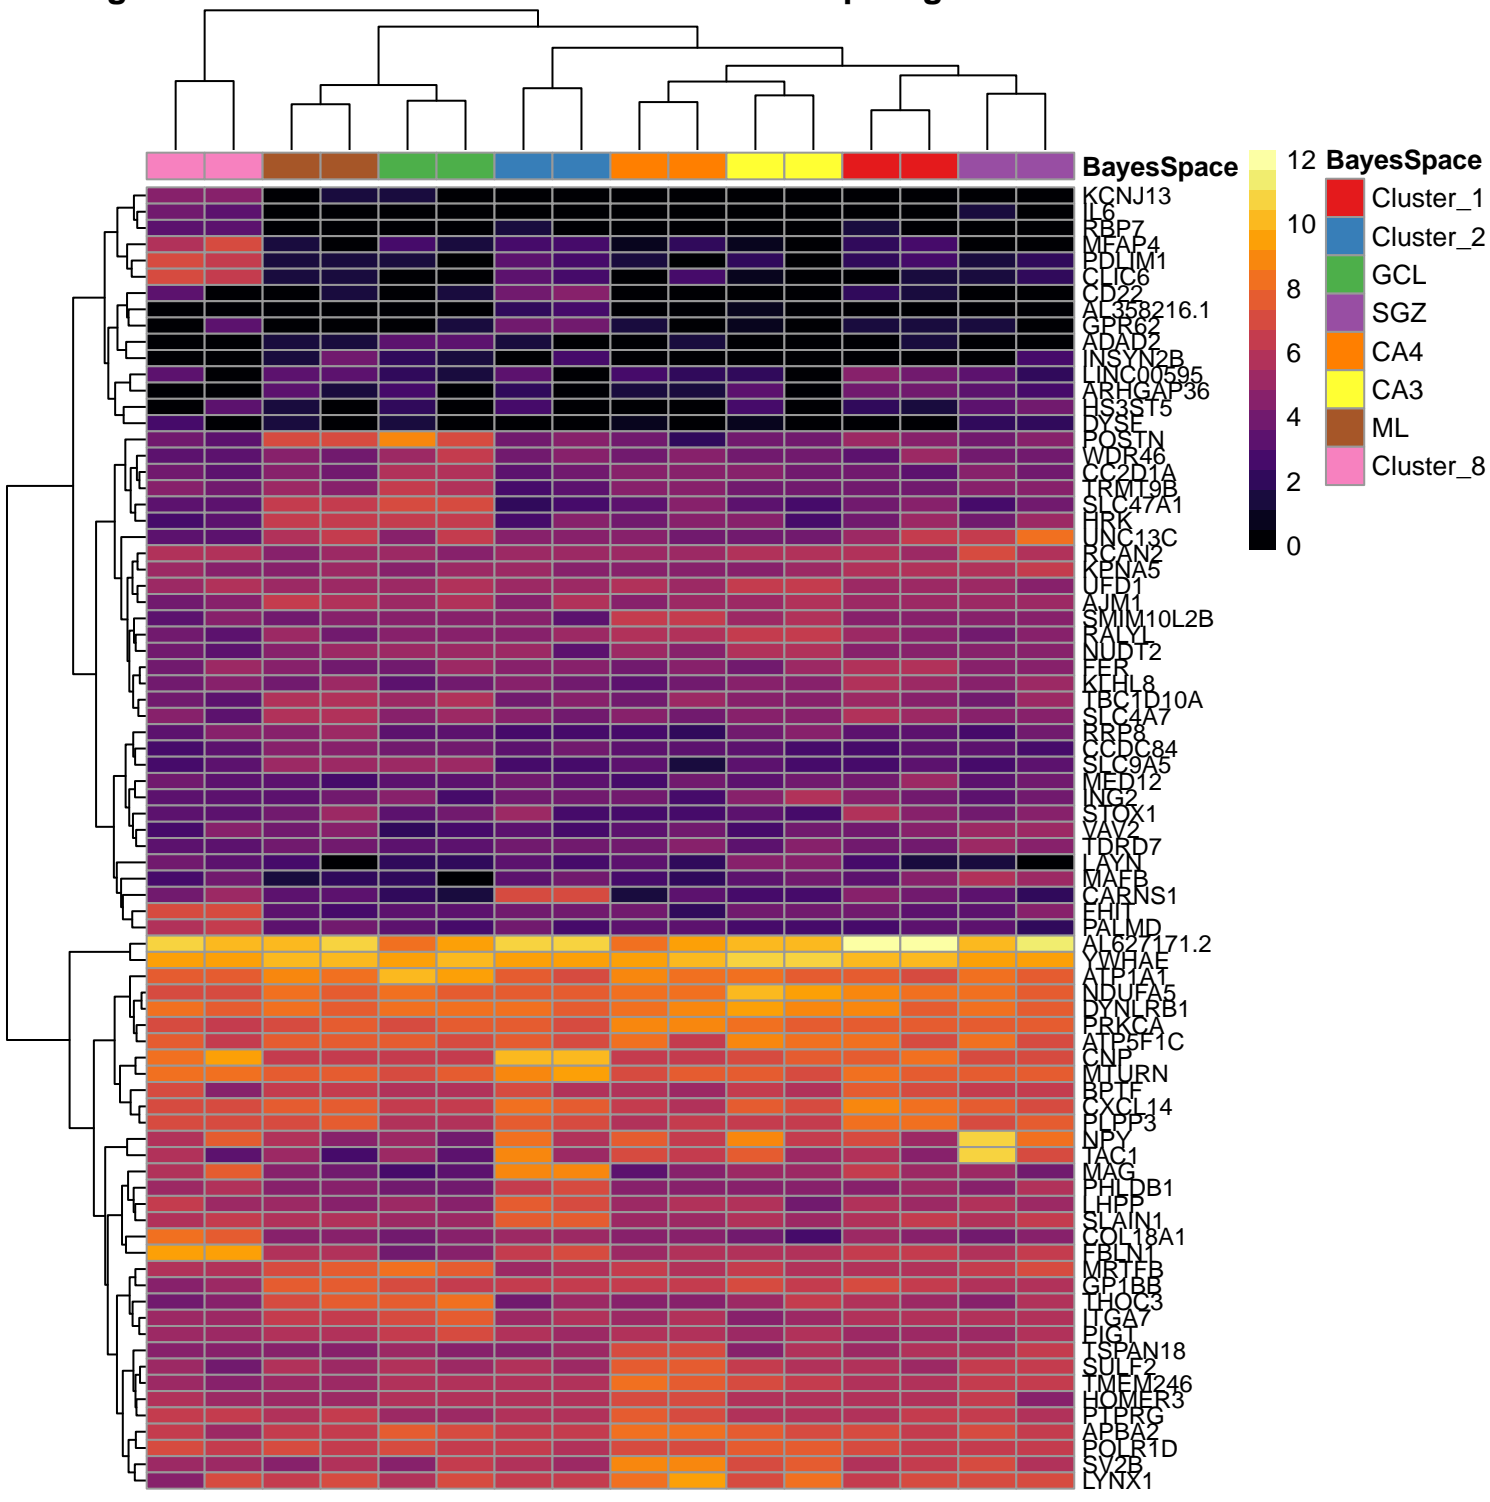 BayesSpace
12
10
8
6
4
2
0
BayesSpace
Cluster_1
Cluster_2
GCL
SGZ
CA4
CA3
ML
Cluster_8
KCNJ13
IL6
RBP7
MFAP4
PDLIM1
CLIC6
CD22
AL358216.1
GPR62
ADAD2
INSYN2B
LINC00595
ARHGAP36
HS3ST5
DYSF
POSTN
WDR46
CC2D1A
TRMT9B
SLC47A1
HRK
UNC13C
RCAN2
KPNA5
UFD1
AJM1
SMIM10L2B
RALYL
NUDT2
FER
KLHL8
TBC1D10A
SLC4A7
RRP8
CCDC84
SLC9A5
MED12
ING2
STOX1
VAV2
TDRD7
LAYN
MAFB
CARNS1
FHIT
PALMD
AL627171.2
YWHAE
ATP1A1
NDUFA5
DYNLRB1
PRKCA
ATP5F1C
CNP
MTURN
BPTF
CXCL14
PLPP3
NPY
TAC1
MAG
PHLDB1
LHPP
SLAIN1
COL18A1
FBLN1
MRTFB
GP1BB
THOC3
ITGA7
PIGT
TSPAN18
SULF2
TMEM246
HOMER3
PTPRG
APBA2
POLR1D
SV2B
LYNX1